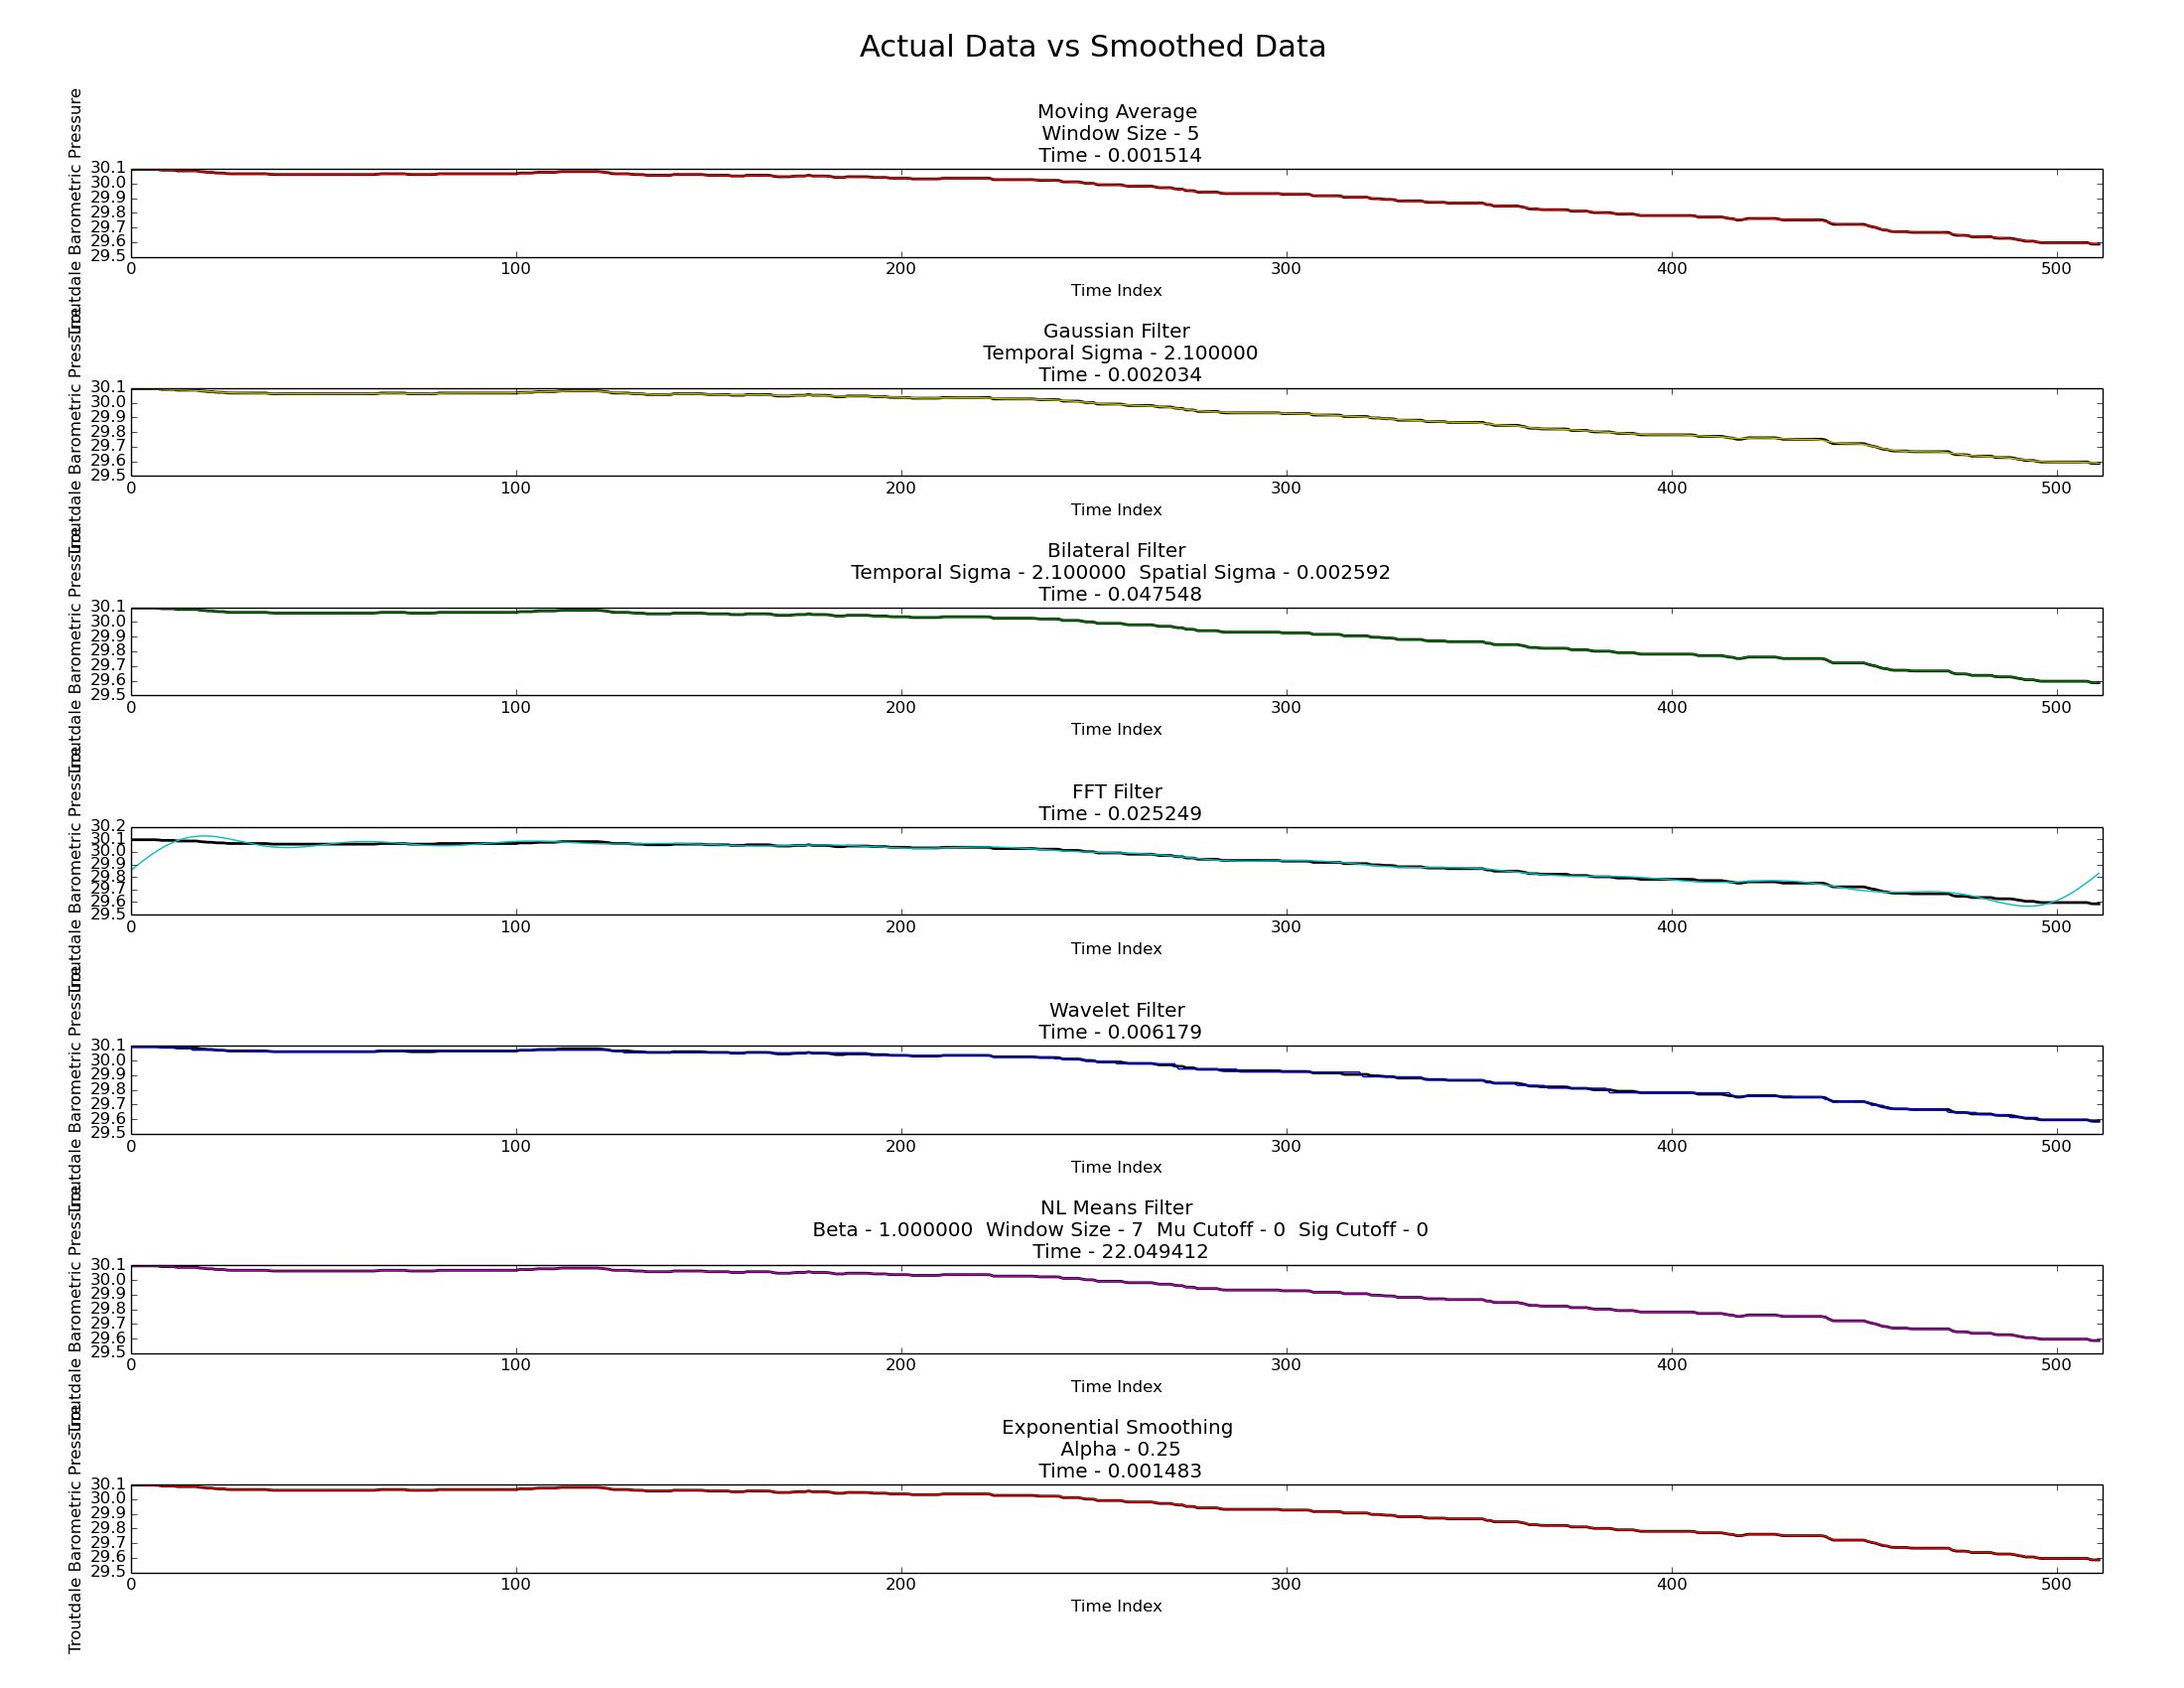 Actual Data vs Smoothed Data
Moving Average
Window Size - 5
Time - 0.001514
Troutdale Barometric Pressure
30.1
30.0
29.9
29.8
29.7
29.6
29.5
0 100 200 300 400 500
Time Index
Gaussian Filter
Temporal Sigma - 2.100000
Time - 0.002034
Troutdale Barometric Pressure
30.1
30.0
29.9
29.8
29.7
29.6
29.5
0 100 200 300 400 500
Time Index
Bilateral Filter
Temporal Sigma - 2.100000  Spatial Sigma - 0.002592
Time - 0.047548
Troutdale Barometric Pressure
30.1
30.0
29.9
29.8
29.7
29.6
29.5
0 100 200 300 400 500
Time Index
FFT Filter
Time - 0.025249
Troutdale Barometric Pressure
30.2
30.1
30.0
29.9
29.8
29.7
29.6
29.5
0 100 200 300 400 500
Time Index
Wavelet Filter
Time - 0.006179
Troutdale Barometric Pressure
30.1
30.0
29.9
29.8
29.7
29.6
29.5
0 100 200 300 400 500
Time Index
NL Means Filter
Beta - 1.000000  Window Size - 7  Mu Cutoff - 0  Sig Cutoff - 0
Time - 22.049412
Troutdale Barometric Pressure
30.1
30.0
29.9
29.8
29.7
29.6
29.5
0 100 200 300 400 500
Time Index
Exponential Smoothing
Alpha - 0.25
Time - 0.001483
Troutdale Barometric Pressure
30.1
30.0
29.9
29.8
29.7
29.6
29.5
0 100 200 300 400 500
Time Index